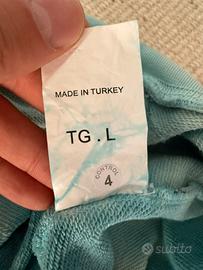 MADE IN TURKEY
TG . L
CONTROL
4
subito